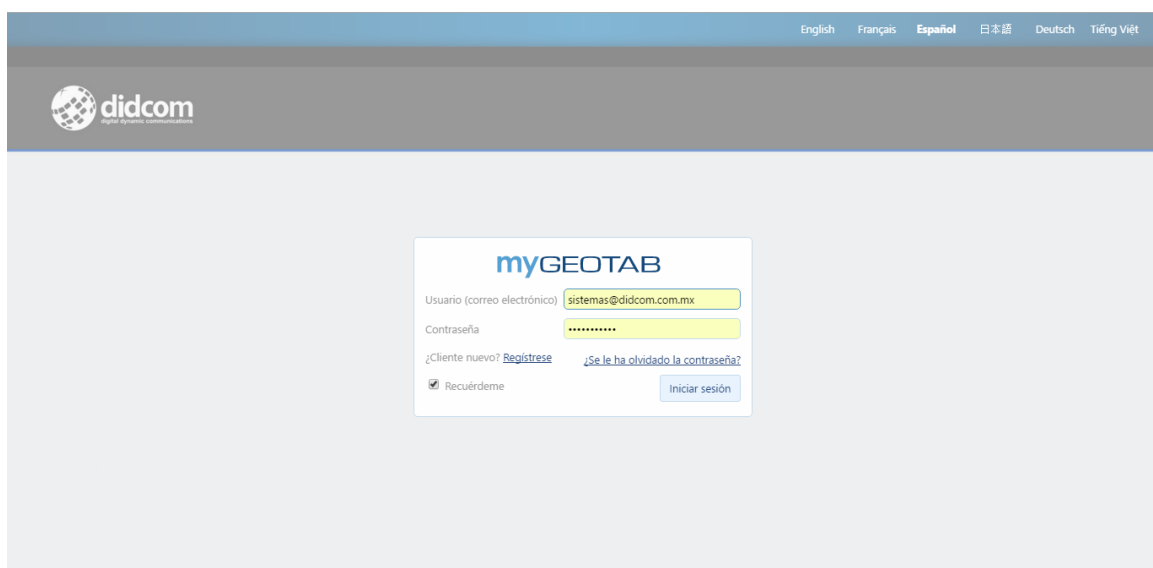 English Français Español 日本語 Deutsch Tiếng Việt
didcom
digital dynamic communications
myGEOTAB
Usuario (correo electrónico) sistemas@didcom.com.mx
Contraseña •••••••••••
¿Cliente nuevo? Regístrese ¿Se le ha olvidado la contraseña?
Recuérdeme Iniciar sesión